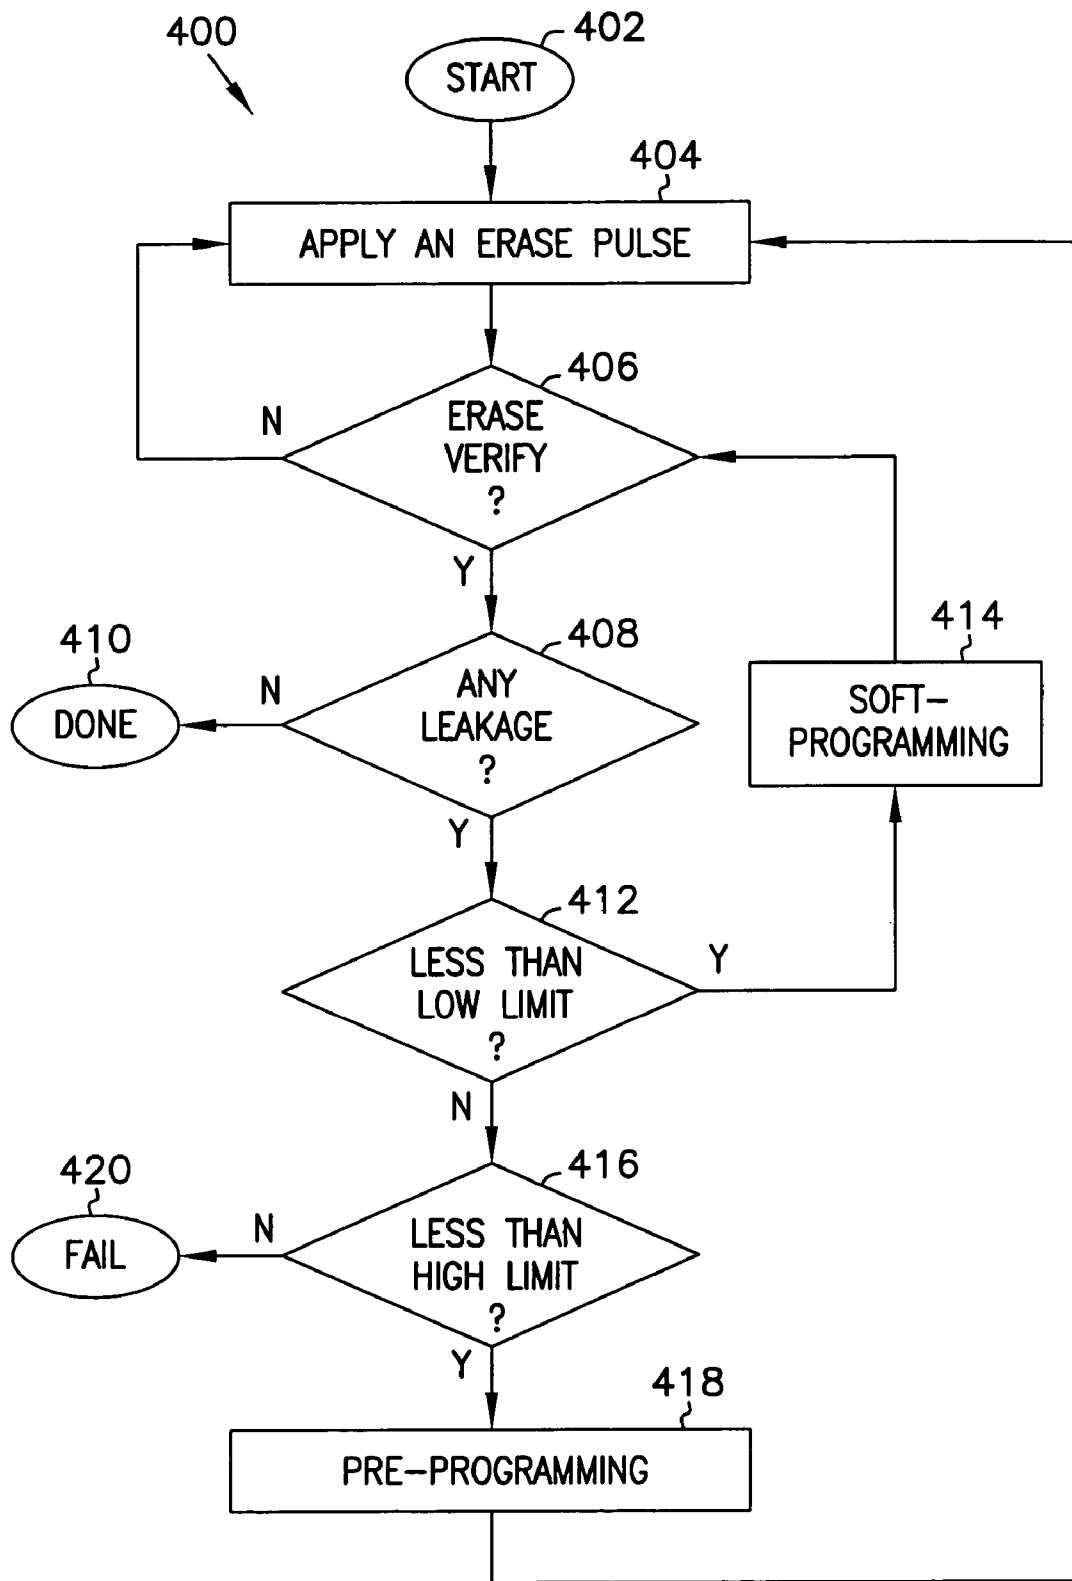 400
402
START
404
APPLY AN ERASE PULSE
406
N
ERASE
VERIFY
?
Y
408
410
N
ANY
LEAKAGE
?
DONE
414
SOFT-
PROGRAMMING
Y
412
LESS THAN
LOW LIMIT
?
Y
N
416
420
N
LESS THAN
HIGH LIMIT
?
FAIL
Y
418
PRE-PROGRAMMING